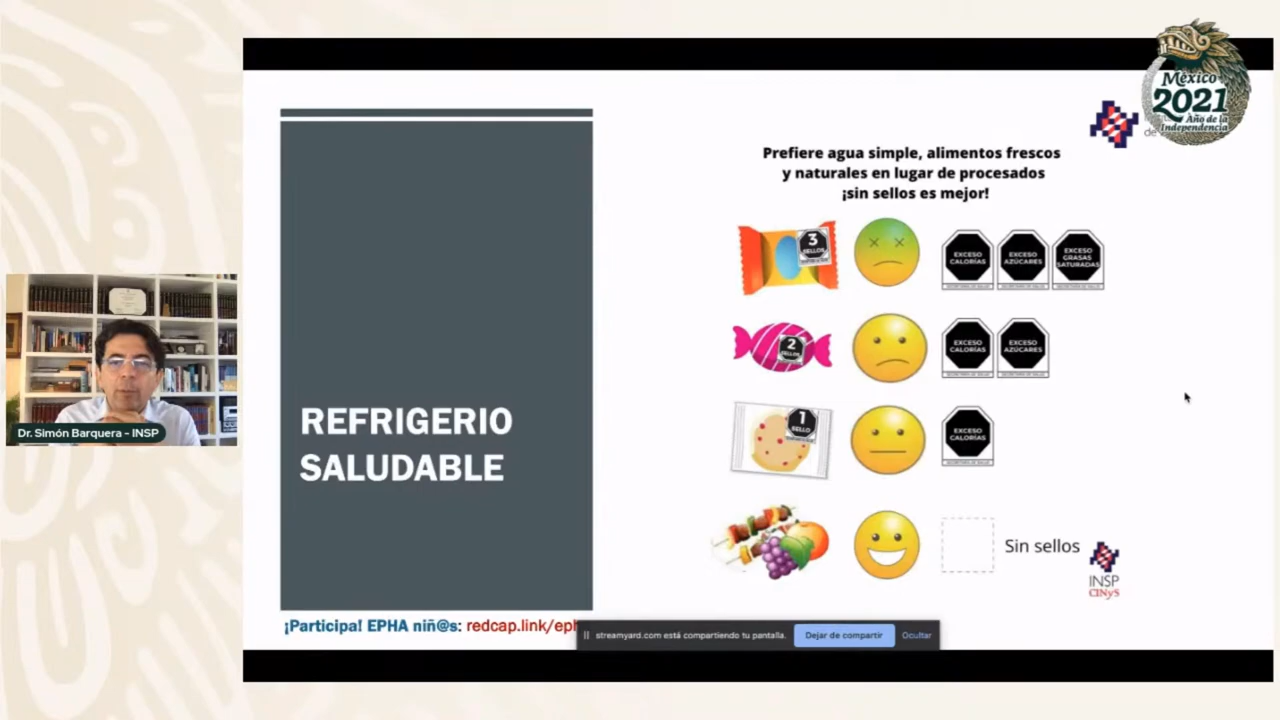 México
2021
Año de la
Independencia
de
Prefiere agua simple, alimentos frescos
y naturales en lugar de procesados
¡sin sellos es mejor!
3
SELLOS
EXCESO
CALORÍAS
EXCESO
AZÚCARES
EXCESO
GRASAS
SATURADAS
2
SELLOS
EXCESO
CALORÍAS
EXCESO
AZÚCARES
1
SELLO
EXCESO
CALORÍAS
REFRIGERIO
SALUDABLE
Dr. Simón Barquera - INSP
Sin sellos
INSP
CINyS
¡Participa! EPHA niñ@s: redcap.link/eph
streamyard.com está compartiendo tu pantalla.
Dejar de compartir
Ocultar